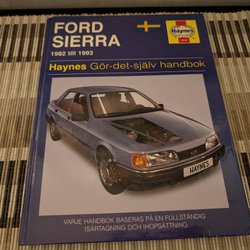 FORD
SIERRA
1982 till 1993
Haynes
Haynes Gör-det-själv handbok
HAYNES
VARJE HANDBOK BASERAS PÅ EN FULLSTÄNDIG
ISÄRTAGNING OCH IHOPSÄTTNING